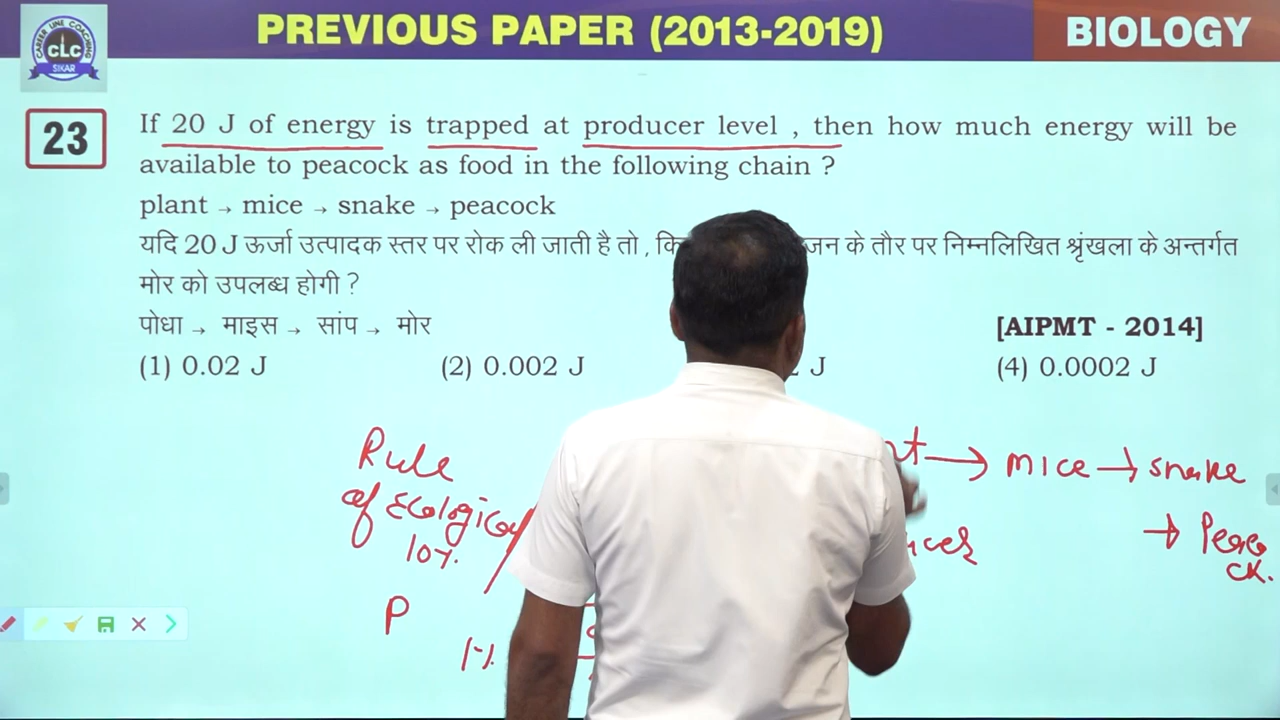 PREVIOUS PAPER (2013-2019)
BIOLOGY
CAREER LINE COACHING
CLC
SIKAR
23
If 20 J of energy is trapped at producer level , then how much energy will be
available to peacock as food in the following chain ?
plant → mice → snake → peacock
यदि 20 J ऊर्जा उत्पादक स्तर पर रोक ली जाती है तो , के तौर पर निम्नलिखित श्रृंखला के अन्तर्गत
मोर को उपलब्ध होगी ?
पोधा → माइस → सांप → मोर
[AIPMT - 2014]
(1) 0.02 J (2) 0.002 J J (4) 0.0002 J
Rule → mice → snake
of Ecological → Peacock.
10%
P
1%